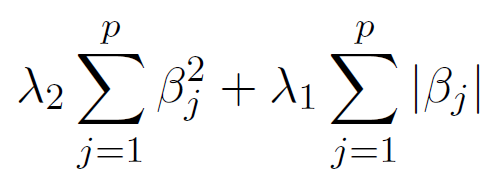 λ₂ ∑_{j=1}^{p} β_j² + λ₁ ∑_{j=1}^{p} |β_j|